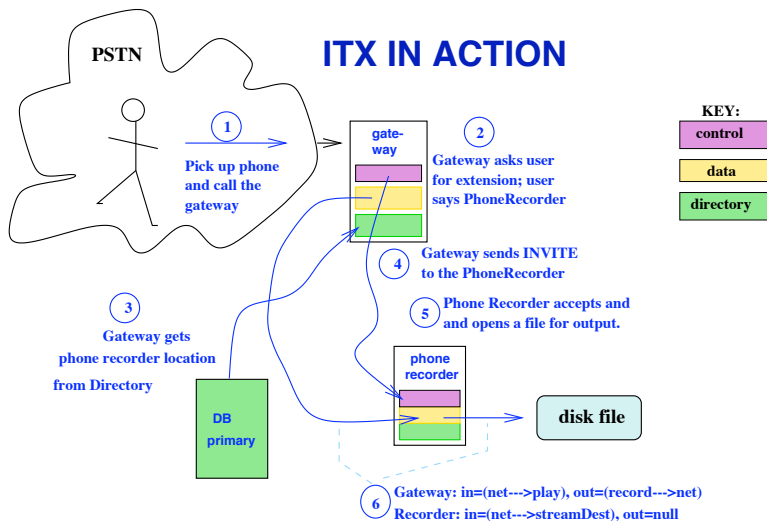 ITX IN ACTION
PSTN
1
Pick up phone
and call the
gateway
gate-
way
2
Gateway asks user
for extension; user
says PhoneRecorder
KEY:
control
data
directory
4
Gateway sends INVITE
to the PhoneRecorder
3
Gateway gets
phone recorder location
from Directory
5
Phone Recorder accepts and
and opens a file for output.
phone
recorder
DB
primary
disk file
6
Gateway: in=(net--->play), out=(record--->net)
Recorder: in=(net--->streamDest), out=null